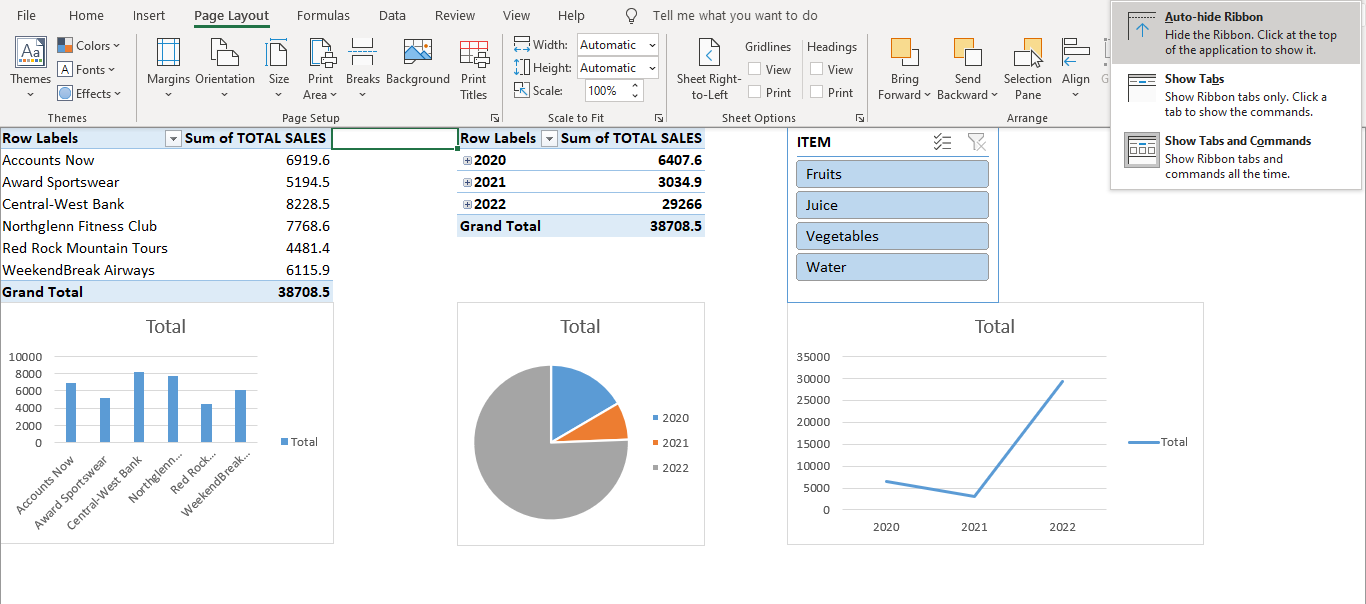 File Home Insert Page Layout Formulas Data Review View Help Tell me what you want to do
Auto-hide Ribbon
Hide the Ribbon. Click at the top
of the application to show it.
Show Tabs
Show Ribbon tabs only. Click a
tab to show the commands.
Show Tabs and Commands
Show Ribbon tabs and
commands all the time.
Aa
Themes
Colors
A Fonts
Effects
Themes
Margins Orientation Size Print Area Breaks Background Print Titles
Page Setup
Width: Automatic
Height: Automatic
Scale: 100%
Scale to Fit
Sheet Right-to-Left
Gridlines Headings
View View
Print Print
Sheet Options
Bring Forward Send Backward Selection Pane Align G
Arrange
Row Labels Sum of TOTAL SALES
Accounts Now 6919.6
Award Sportswear 5194.5
Central-West Bank 8228.5
Northglenn Fitness Club 7768.6
Red Rock Mountain Tours 4481.4
WeekendBreak Airways 6115.9
Grand Total 38708.5
Row Labels Sum of TOTAL SALES
2020 6407.6
2021 3034.9
2022 29266
Grand Total 38708.5
ITEM
Fruits
Juice
Vegetables
Water
Total
10000
8000
6000
4000
2000
0
Accounts Now
Award Sportswear
Central-West Bank
Northglenn...
Red Rock...
WeekendBreak...
Total
Total
2020
2021
2022
Total
35000
30000
25000
20000
15000
10000
5000
0
2020 2021 2022
Total